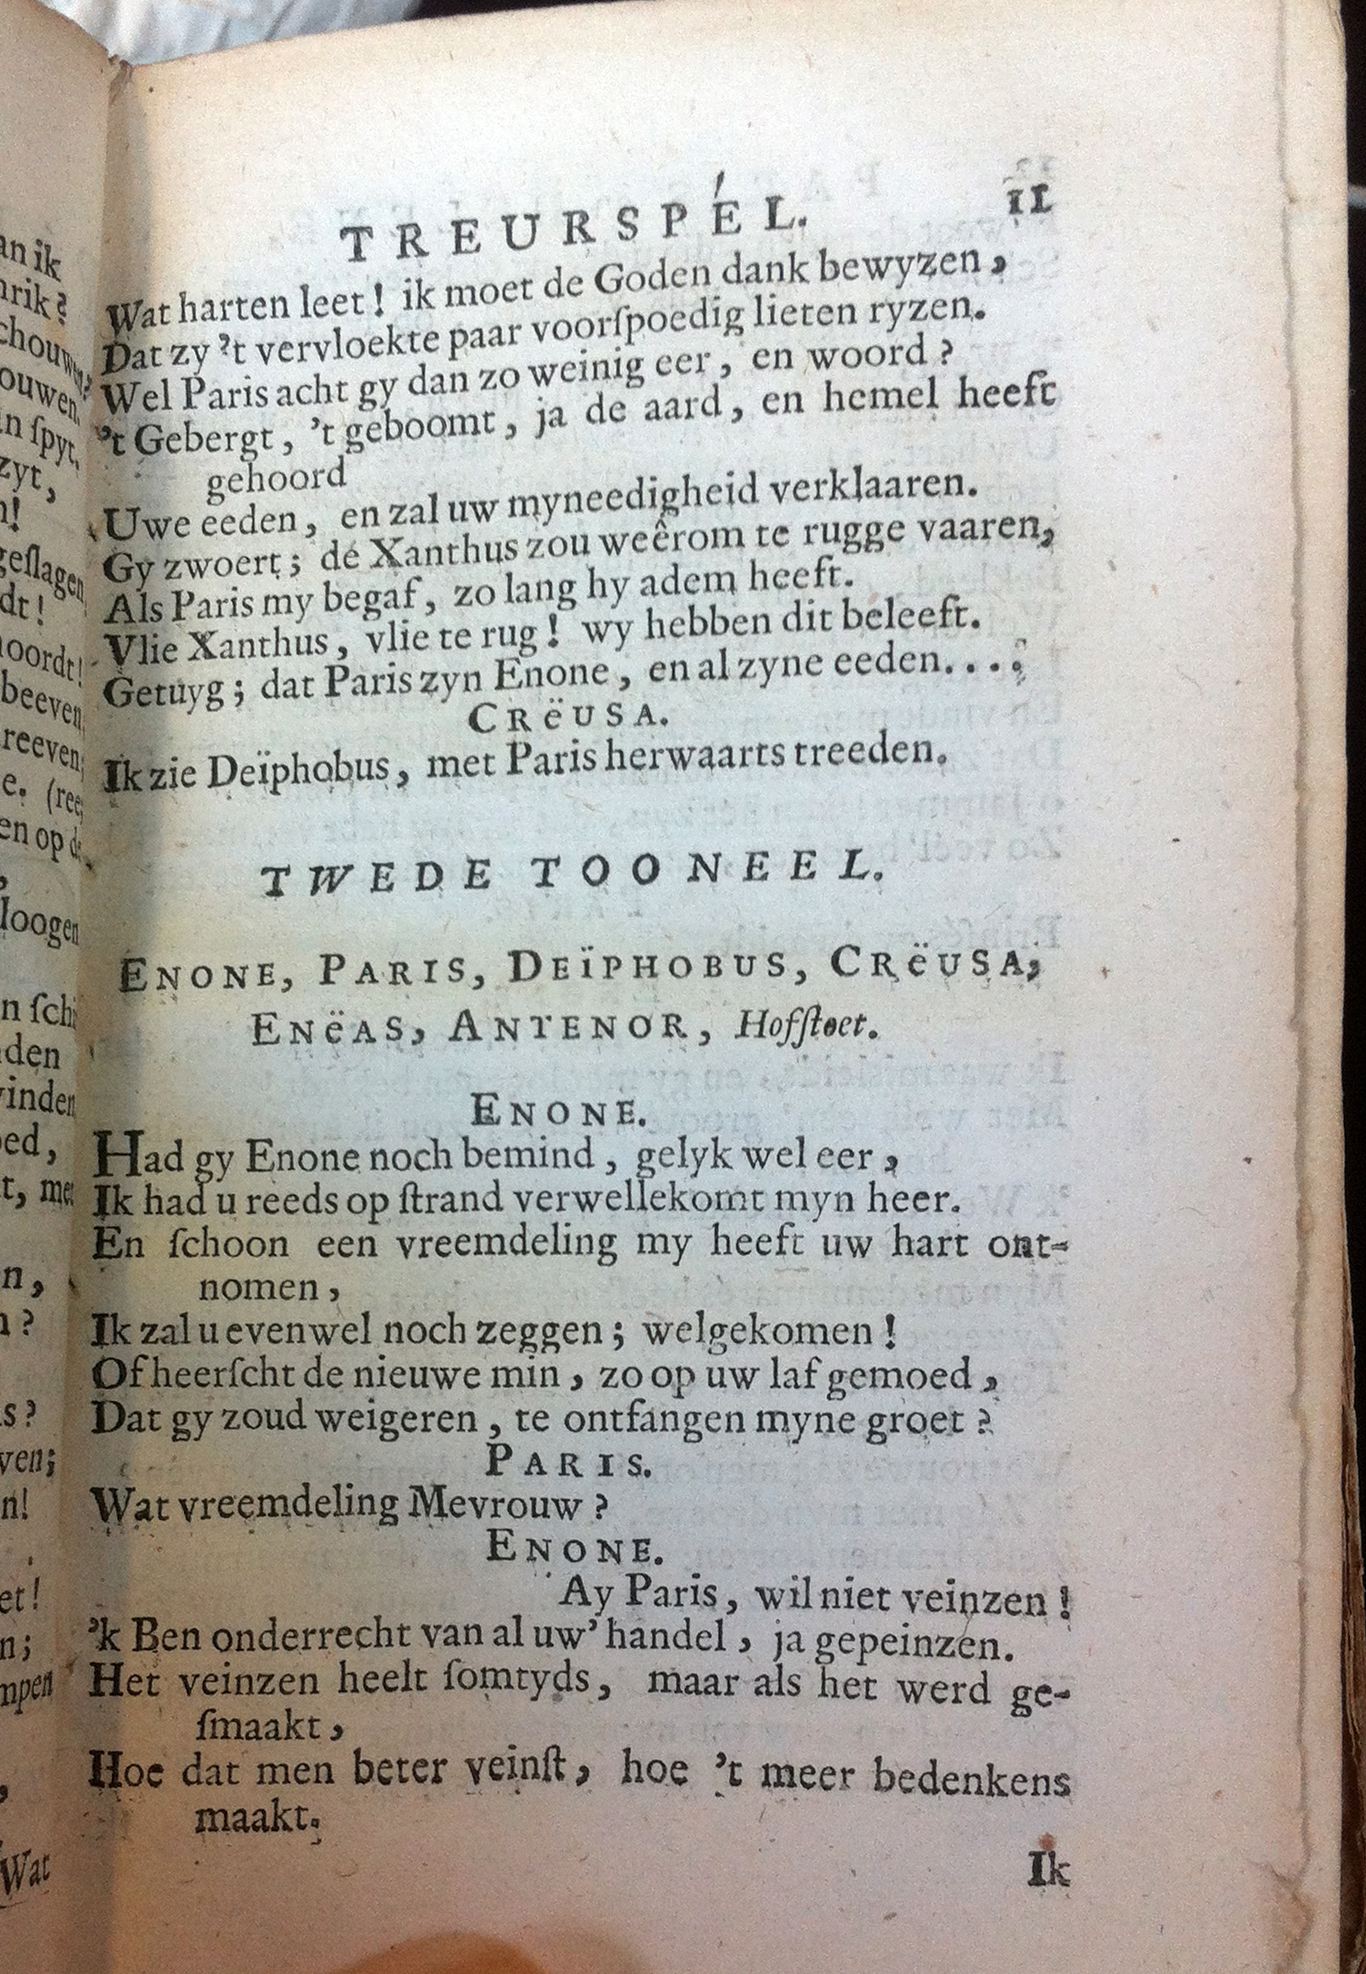 TREURSPÉL. 11
Wat harten leet! ik moet de Goden dank bewyzen,
Dat zy 't vervloekte paar voorſpoedig lieten ryzen.
Wel Paris acht gy dan zo weinig eer, en woord?
't Gebergt, 't geboomt, ja de aard, en hemel heeft
gehoord
Uwe eeden, en zal uw myneedigheid verklaaren.
Gy zwoert; de Xanthus zou weêrom te rugge vaaren,
Als Paris my begaf, zo lang hy adem heeft.
Vlie Xanthus, vlie te rug! wy hebben dit beleeft.
Getuyg; dat Paris zyn Enone, en al zyne eeden....
CRëUSA.
Ik zie Deïphobus, met Paris herwaarts treeden.
TWEDE TOONEEL.
ENONE, PARIS, DEÏPHOBUS, CRëUSA,
ENëAS, ANTENOR, Hofſtoet.
ENONE.
Had gy Enone noch bemind, gelyk wel eer,
Ik had u reeds op ſtrand verwellekomt myn heer.
En ſchoon een vreemdeling my heeft uw hart ont-
nomen,
Ik zal u evenwel noch zeggen; welgekomen!
Of heerſcht de nieuwe min, zo op uw laf gemoed,
Dat gy zoud weigeren, te ontfangen myne groet?
PARIS.
Wat vreemdeling Mevrouw?
ENONE.
Ay Paris, wil niet veinzen!
'k Ben onderrecht van al uw' handel, ja gepeinzen.
Het veinzen heelt ſomtyds, maar als het werd ge-
ſmaakt,
Hoe dat men beter veinſt, hoe 't meer bedenkens
maakt.
Ik